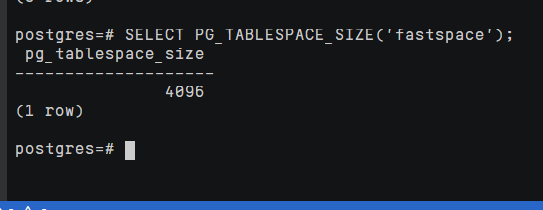 postgres=# SELECT PG_TABLESPACE_SIZE('fastspace');
 pg_tablespace_size
--------------------
               4096
(1 row)
postgres=#